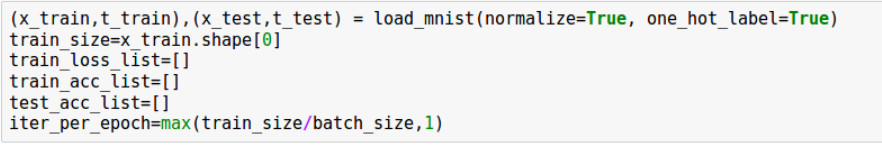 (x_train,t_train),(x_test,t_test) = load_mnist(normalize=True, one_hot_label=True)
train_size=x_train.shape[0]
train_loss_list=[]
train_acc_list=[]
test_acc_list=[]
iter_per_epoch=max(train_size/batch_size,1)